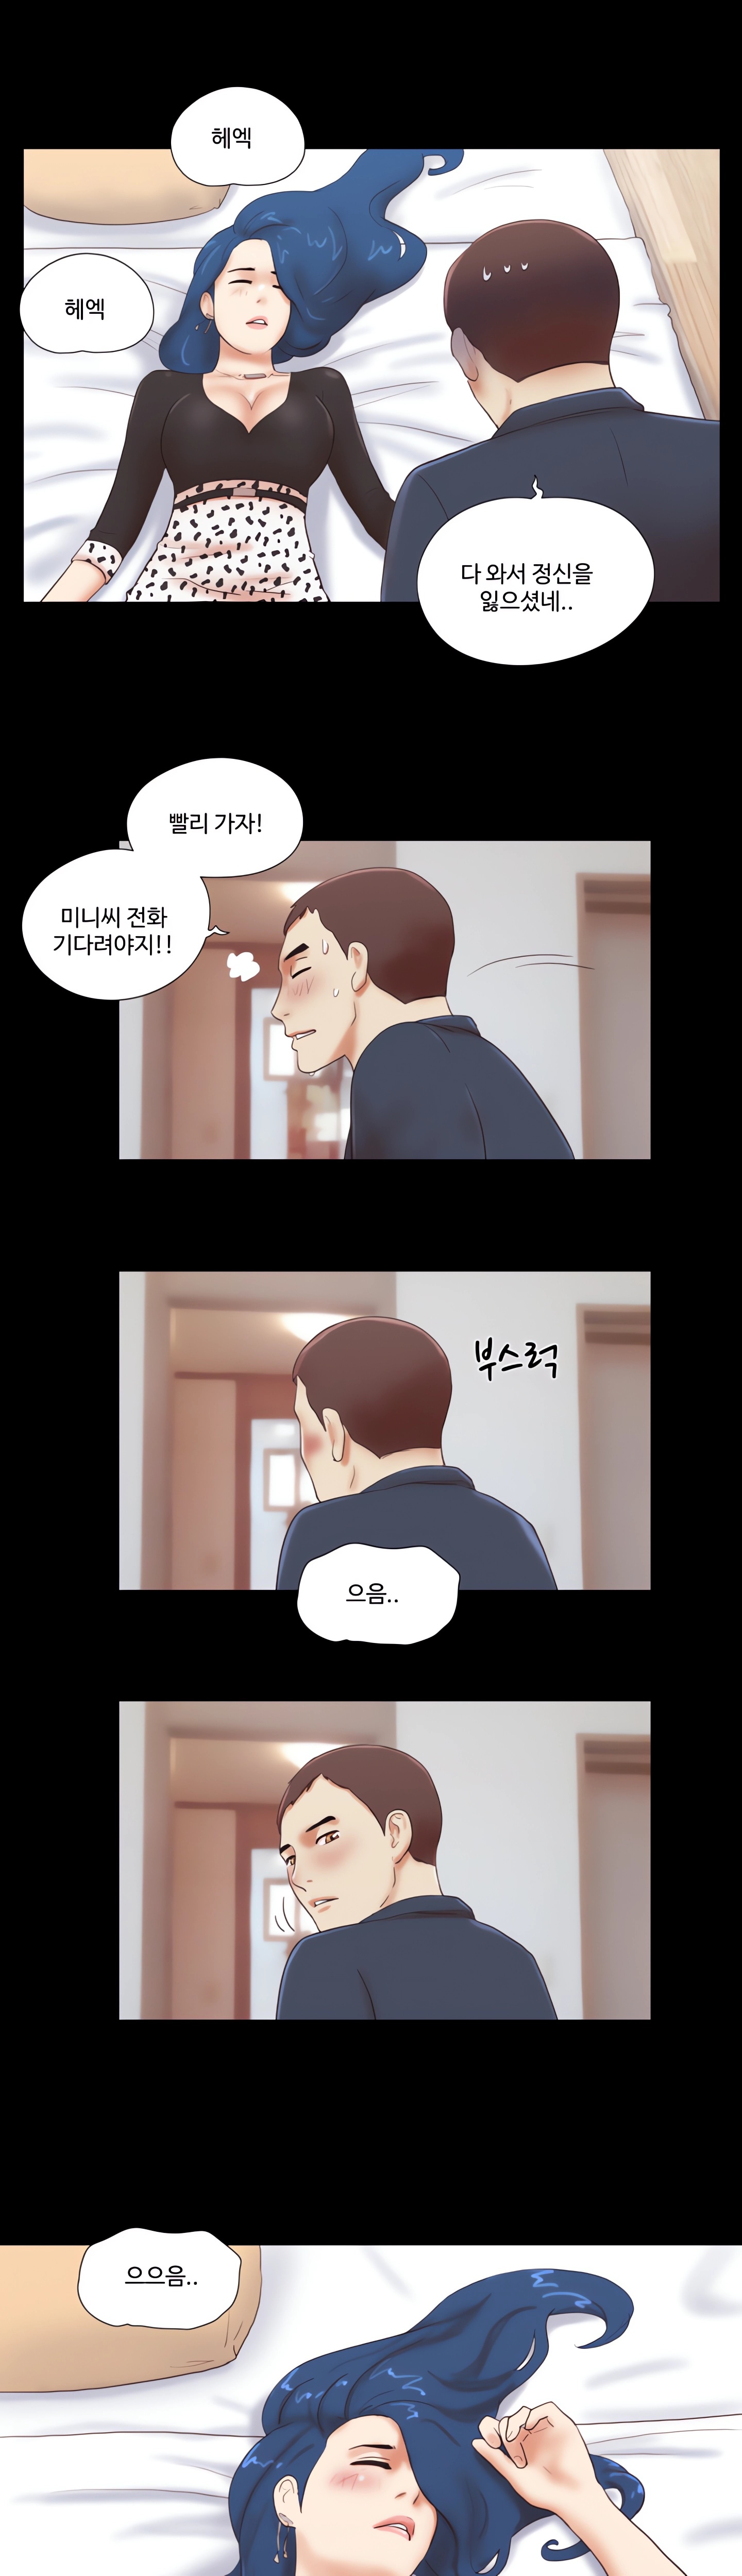 헤엑
헤엑
다 와서 정신을
잃으셨네..
빨리 가자!
미니씨 전화
기다려야지!!
부스럭
으음..
으으음..